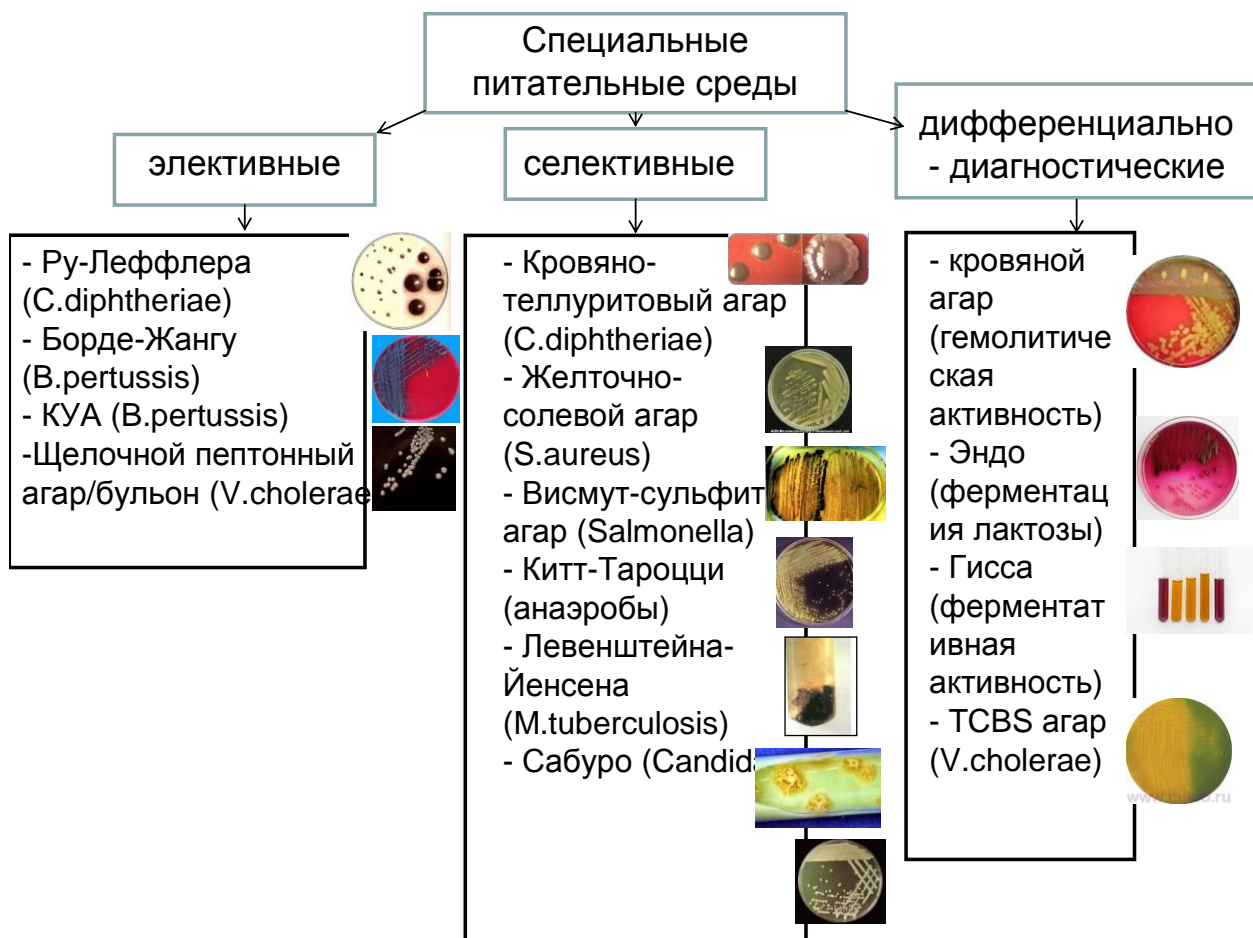 Специальные
питательные среды
элективные
селективные
дифференциально
- диагностические
- Ру-Леффлера
(C.diphtheriae)
- Борде-Жангу
(B.pertussis)
- КУА (B.pertussis)
-Щелочной пептонный
агар/бульон (V.cholerae
- Кровяно-
теллуритовый агар
(C.diphtheriae)
- Желточно-
солевой агар
(S.aureus)
- Висмут-сульфит
агар (Salmonella)
- Китт-Тароцци
(анаэробы)
- Левенштейна-
Йенсена
(M.tuberculosis)
- Сабуро (Candida
- кровяной
агар
(гемолитиче
ская
активность)
- Эндо
(ферментац
ия лактозы)
- Гисса
(ферментат
ивная
активность)
- TCBS агар
(V.cholerae)